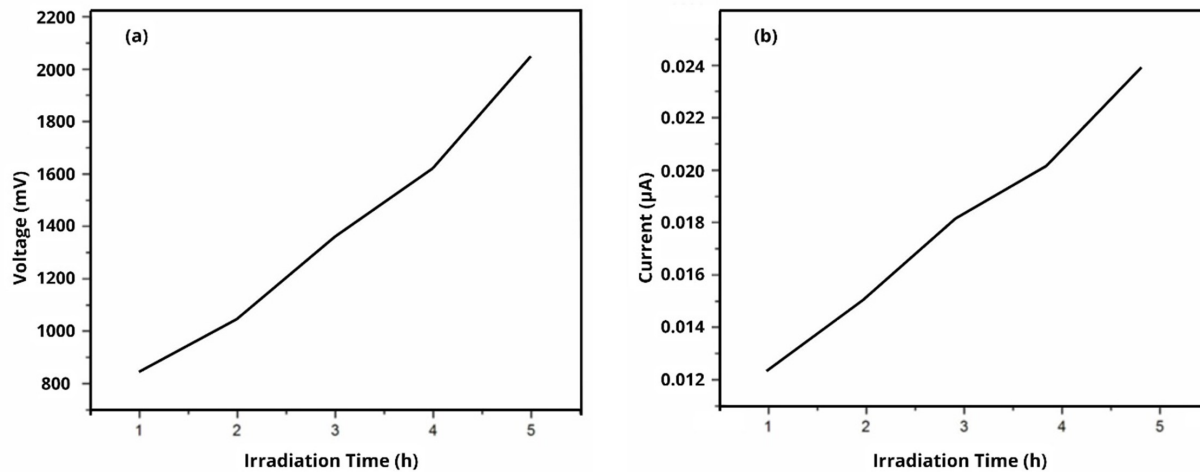 (a)
Voltage (mV)
2200
2000
1800
1600
1400
1200
1000
800
1 2 3 4 5
Irradiation Time (h)
(b)
Current (µA)
0.024
0.022
0.020
0.018
0.016
0.014
0.012
1 2 3 4 5
Irradiation Time (h)